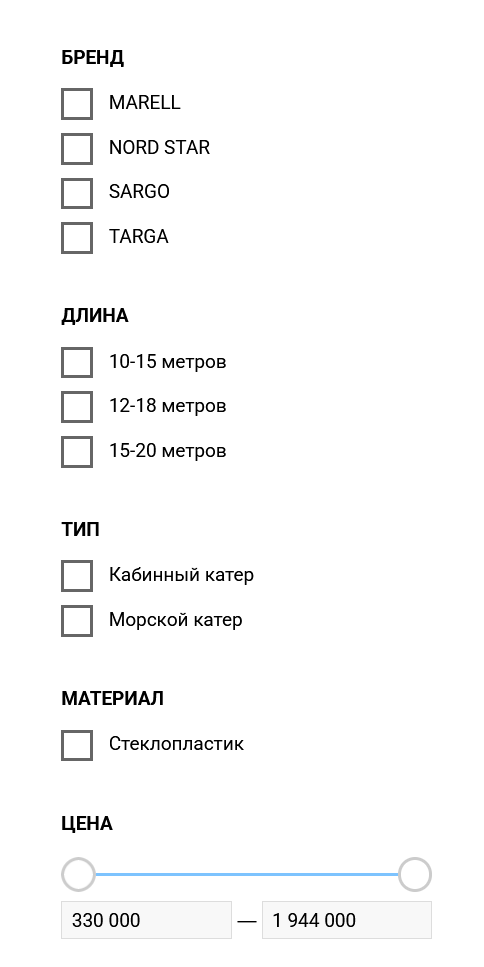 БРЕНД
MARELL
NORD STAR
SARGO
TARGA
ДЛИНА
10-15 метров
12-18 метров
15-20 метров
ТИП
Кабинный катер
Морской катер
МАТЕРИАЛ
Стеклопластик
ЦЕНА
330 000 — 1 944 000